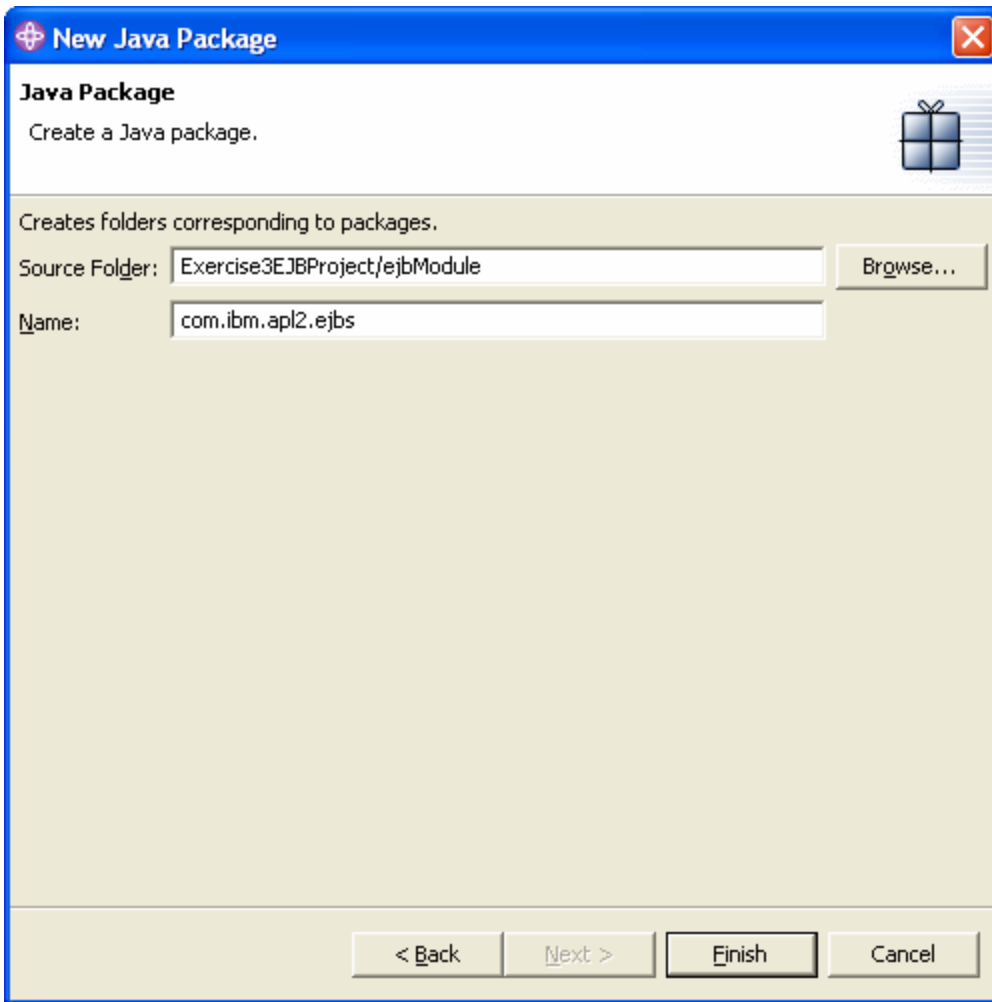 New Java Package
Java Package
Create a Java package.
Creates folders corresponding to packages.
Source Folder: Exercise3EJBProject/ejbModule Browse...
Name: com.ibm.apl2.ejbs
< Back Next > Finish Cancel